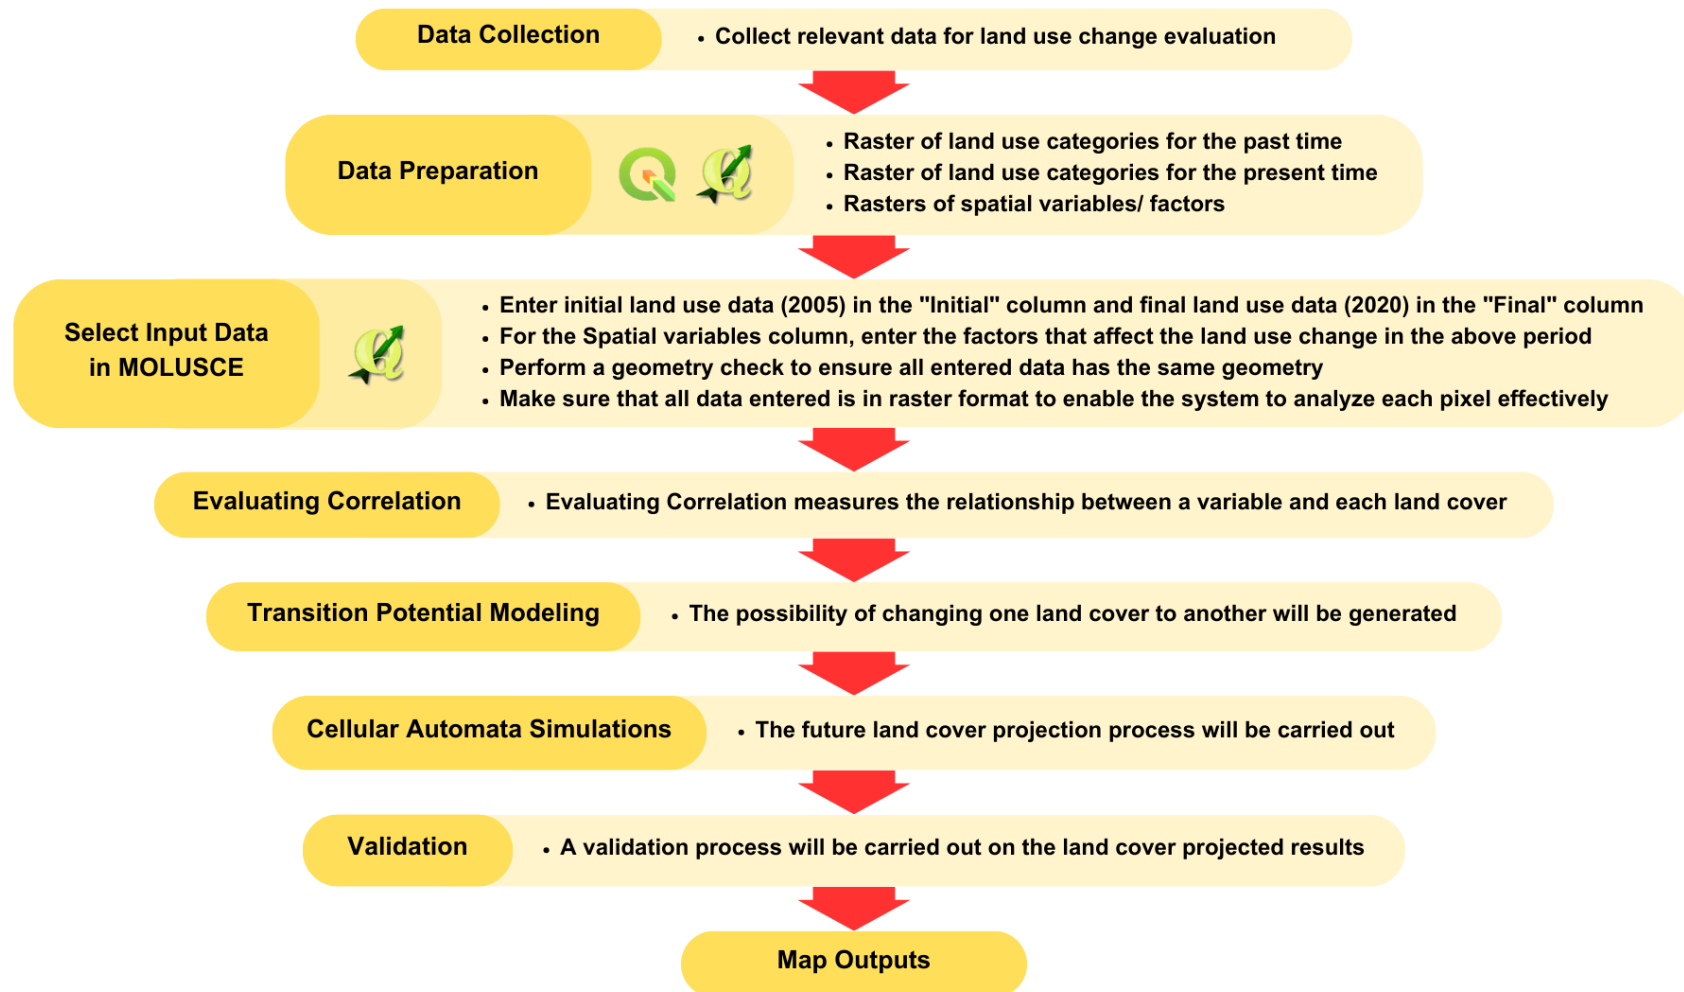 Data Collection
• Collect relevant data for land use change evaluation
Data Preparation
• Raster of land use categories for the past time
• Raster of land use categories for the present time
• Rasters of spatial variables/ factors
Select Input Data
in MOLUSCE
• Enter initial land use data (2005) in the "Initial" column and final land use data (2020) in the "Final" column
• For the Spatial variables column, enter the factors that affect the land use change in the above period
• Perform a geometry check to ensure all entered data has the same geometry
• Make sure that all data entered is in raster format to enable the system to analyze each pixel effectively
Evaluating Correlation
• Evaluating Correlation measures the relationship between a variable and each land cover
Transition Potential Modeling
• The possibility of changing one land cover to another will be generated
Cellular Automata Simulations
• The future land cover projection process will be carried out
Validation
• A validation process will be carried out on the land cover projected results
Map Outputs